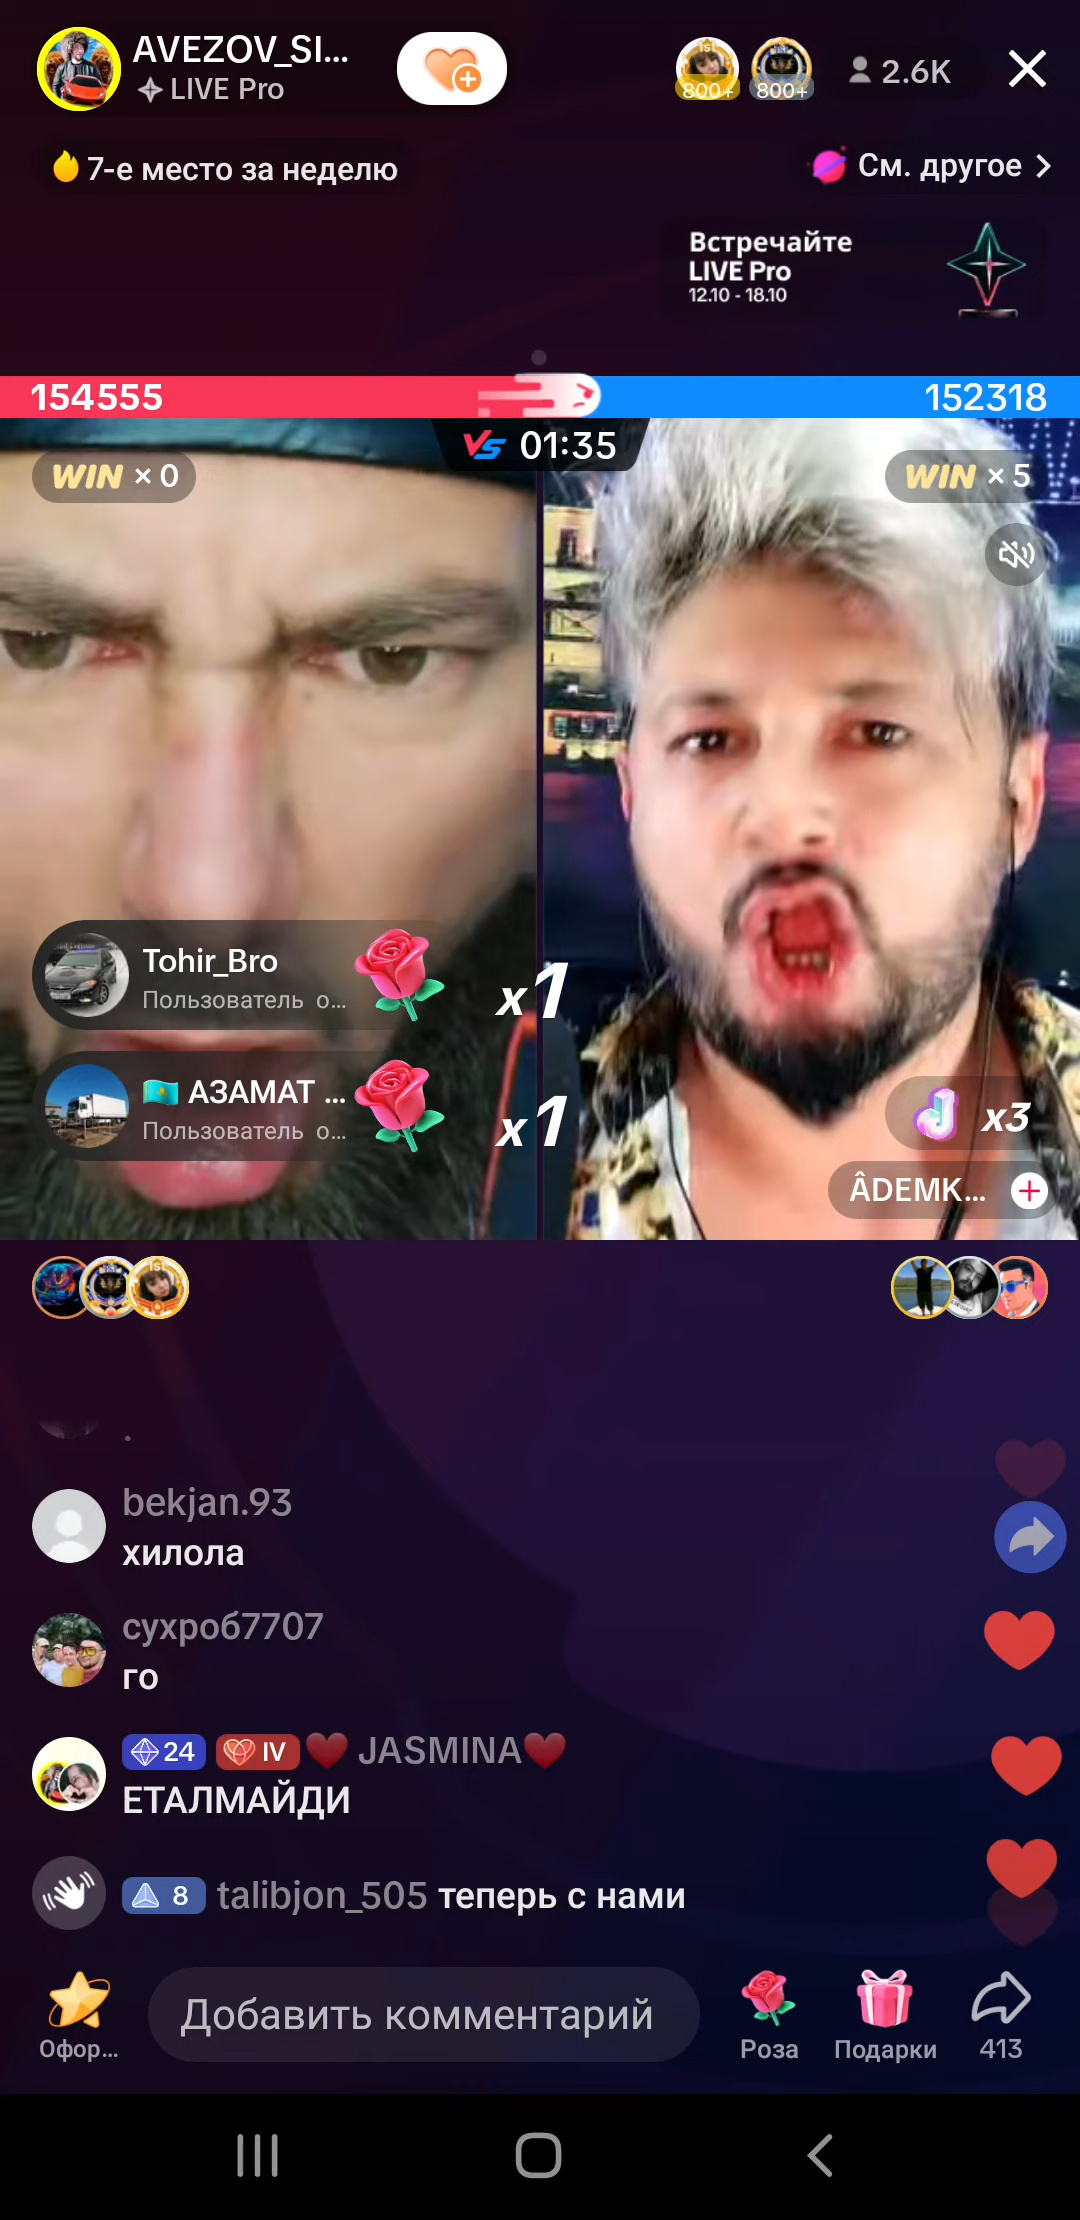 AVEZOV_SI...
LIVE Pro
800+
800+
2.6K
7-е место за неделю
См. другое
Встречайте
LIVE Pro
12.10 - 18.10
154555
152318
VS 01:35
WIN × 0
WIN × 5
Tohir_Bro
Пользователь о...
x1
АЗАМАТ ...
Пользователь о...
x1
x3
ÂDEMK...
bekjan.93
хилола
сухроб7707
го
24 IV JASMINA
ЕТАЛМАЙДИ
8 talibjon_505 теперь с нами
Офор...
Добавить комментарий
Роза
Подарки
413